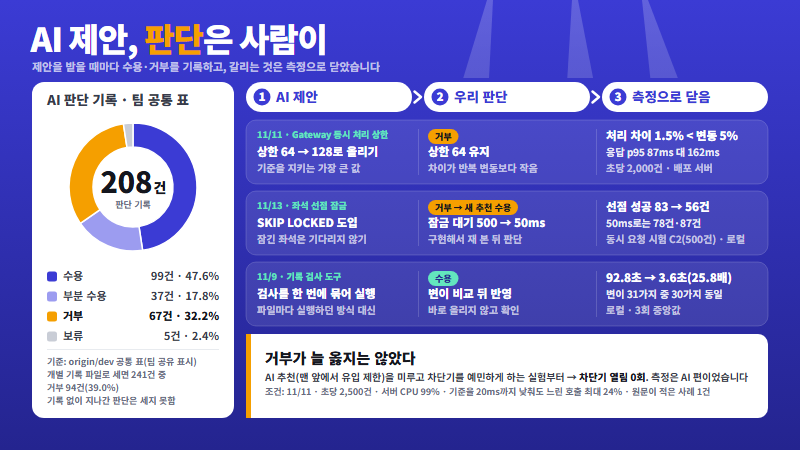 AI 제안, 판단은 사람이
제안을 받을 때마다 수용·거부를 기록하고, 갈리는 것은 측정으로 닫았습니다
AI 판단 기록 · 팀 공통 표
208건
판단 기록
수용 99건 · 47.6%
부분 수용 37건 · 17.8%
거부 67건 · 32.2%
보류 5건 · 2.4%
기준: origin/dev 공통 표(팀 공유 표시)
개별 기록 파일로 세면 241건 중
거부 94건(39.0%)
기록 없이 지나간 판단은 세지 못함
1 AI 제안
2 우리 판단
3 측정으로 닫음
11/11 · Gateway 동시 처리 상한
상한 64 → 128로 올리기
기준을 지키는 가장 큰 값
거부
상한 64 유지
차이가 반복 변동보다 작음
처리 차이 1.5% < 변동 5%
응답 p95 87ms 대 162ms
초당 2,000건 · 배포 서버
11/13 · 좌석 선점 잠금
SKIP LOCKED 도입
잠긴 좌석은 기다리지 않기
거부 → 새 추천 수용
잠금 대기 500 → 50ms
구현해서 재 본 뒤 판단
선점 성공 83 → 56건
50ms로는 78건·87건
동시 요청 시험 C2(500건) · 로컬
11/9 · 기록 검사 도구
검사를 한 번에 묶어 실행
파일마다 실행하던 방식 대신
수용
변이 비교 뒤 반영
바로 올리지 않고 확인
92.8초 → 3.6초(25.8배)
변이 31가지 중 30가지 동일
로컬 · 3회 중앙값
거부가 늘 옳지는 않았다
AI 추천(맨 앞에서 유입 제한)을 미루고 차단기를 예민하게 하는 실험부터 → 차단기 열림 0회. 측정은 AI 편이었습니다
조건: 11/11 · 초당 2,500건 · 서버 CPU 99% · 기준을 20ms까지 낮춰도 느린 호출 최대 24% · 원문이 적은 사례 1건